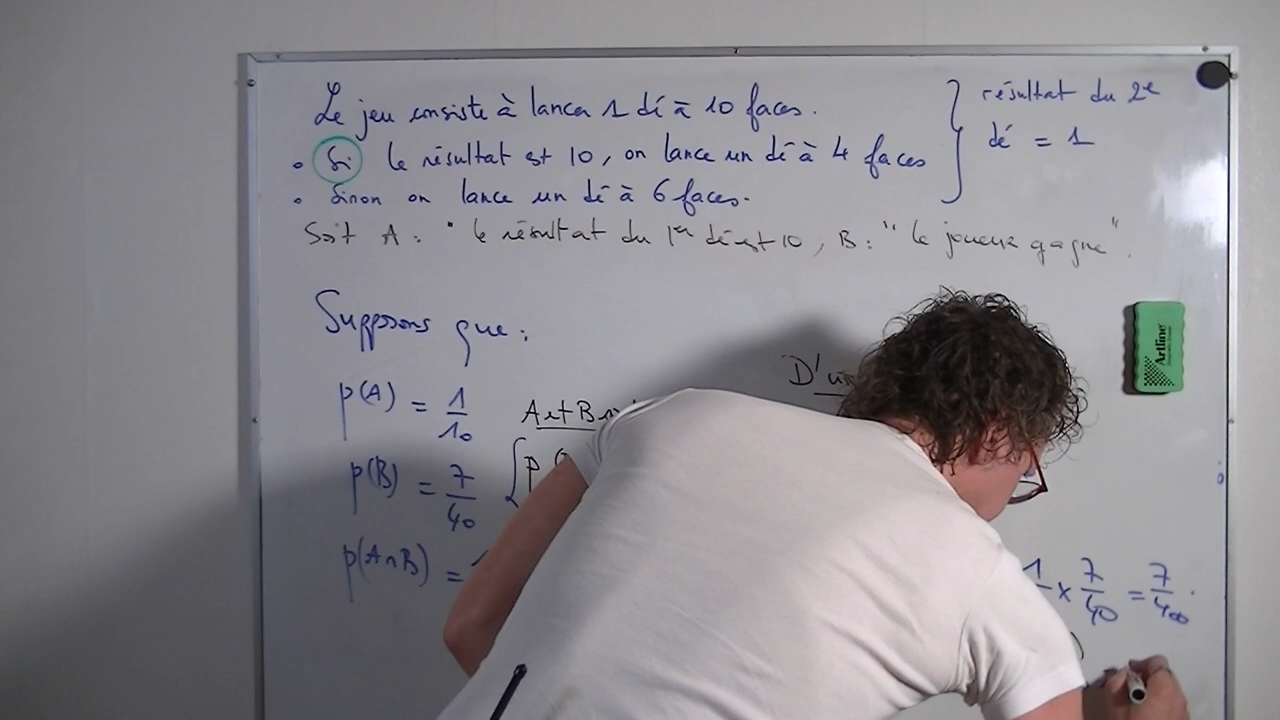 Le jeu consiste à lancer 1 dé à 10 faces.
• Si le résultat est 10, on lance un dé à 4 faces
• Sinon on lance un dé à 6 faces.
résultat du 2e
dé = 1
Soit A : " le résultat du 1er dé est 10, B : " le joueur gagne".
Supposons que :
p(A) = 1/10
p(B) = 7/40
p(A∩B) =
A et B
p(
D'un
× 7/40 = 7/400.
Artline